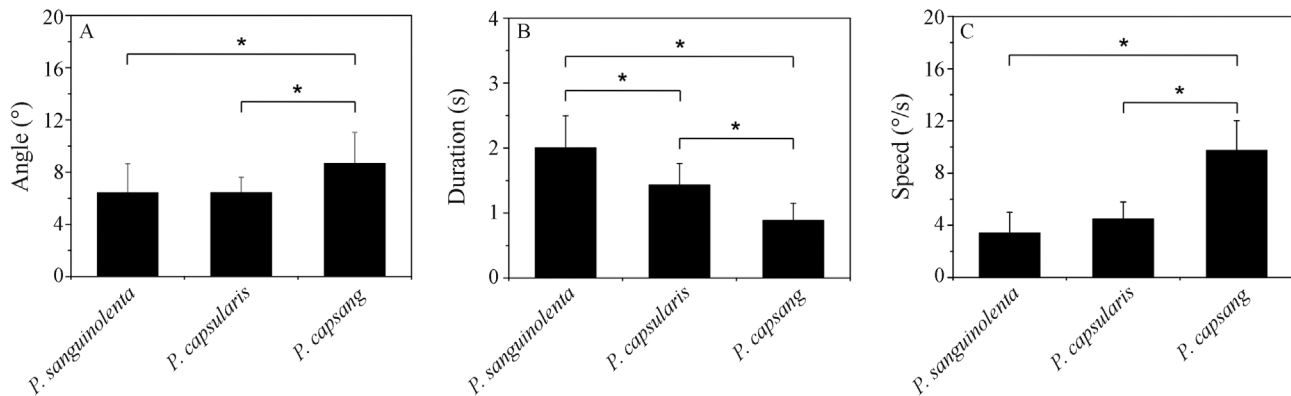 A
Angle (°)
20
16
12
8
4
0
*
*
P. sanguinolenta
P. capsularis
P. capsang
B
Duration (s)
4
3
2
1
0
*
*
*
P. sanguinolenta
P. capsularis
P. capsang
C
Speed (°/s)
20
16
12
8
4
0
*
*
P. sanguinolenta
P. capsularis
P. capsang